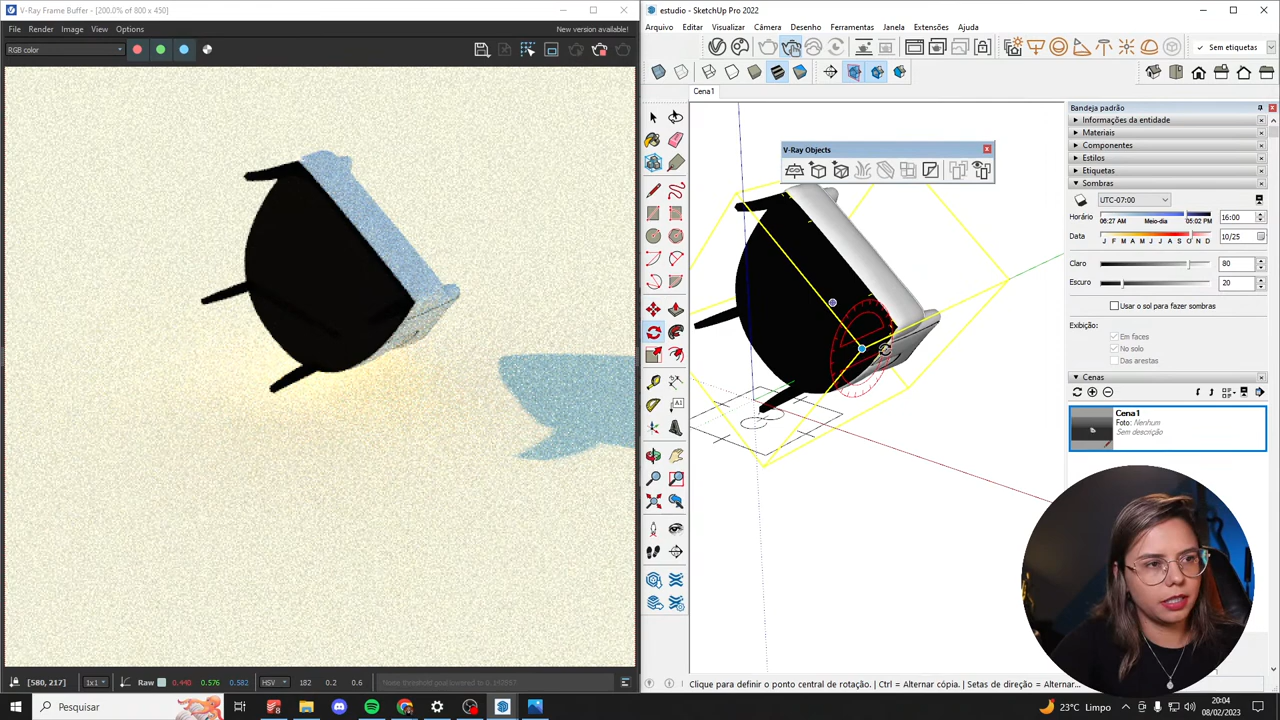 V-Ray Frame Buffer - [200.0% of 800 x 450]
File Render Image View Options
New version available!
RGB color
[580, 217] 1x1 Raw 0.440 0.576 0.582 HSV 182 0.2 0.6 Noise threshold pass lowered to
estudio - SketchUp Pro 2022
Arquivo Editar Visualizar Câmera Desenho Ferramentas Janela Extensões Ajuda
Sem etiquetas
Cena1
V-Ray Objects
Bandeja padrão
Informações da entidade
Materiais
Componentes
Estilos
Etiquetas
Sombras
UTC-07:00
Horário 06:27 AM Meio-dia 05:02 PM 16:00
Data J F M A M J J A S O N D 10/25
Claro 80
Escuro 20
Usar o sol para fazer sombras
Exibição:
Em faces
No solo
Das arestas
Cenas
Cena1
Foto: Nenhum
Sem descrição
Clique para definir o ponto central de rotação. | Ctrl = Alternar cópia. | Setas de direção = Alternar...
Pesquisar
23°C Limpo
20:04
08/02/2023